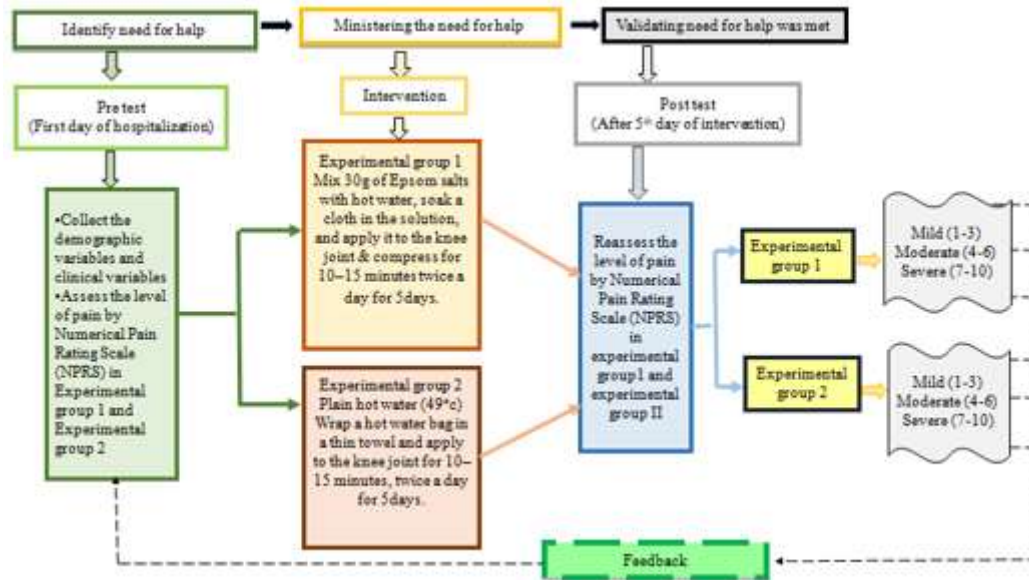 Identify need for help
Ministering the need for help
Validating need for help was met
Pre test
(First day of hospitalization)
Intervention
Post test
(After 5th day of intervention)
•Collect the
demographic
variables and
clinical variables
•Assess the level
of pain by
Numerical Pain
Rating Scale
(NPRS) in
Experimental
group 1 and
Experimental
group 2
Experimental group 1
Mix 30g of Epsom salts
with hot water, soak a
cloth in the solution,
and apply it to the knee
joint & compress for
10–15 minutes twice a
day for 5days.
Experimental group 2
Plain hot water (49°c)
Wrap a hot water bag in
a thin towel and apply
to the knee joint for 10–
15 minutes, twice a day
for 5days.
Reassess the
level of pain by
Numerical
Pain Rating
Scale (NPRS)
in
experimental
group1 and
experimental
group II
Experimental
group 1
Mild (1-3)
Moderate (4-6)
Severe (7-10)
Experimental
group 2
Mild (1-3)
Moderate (4-6)
Severe (7-10)
Feedback